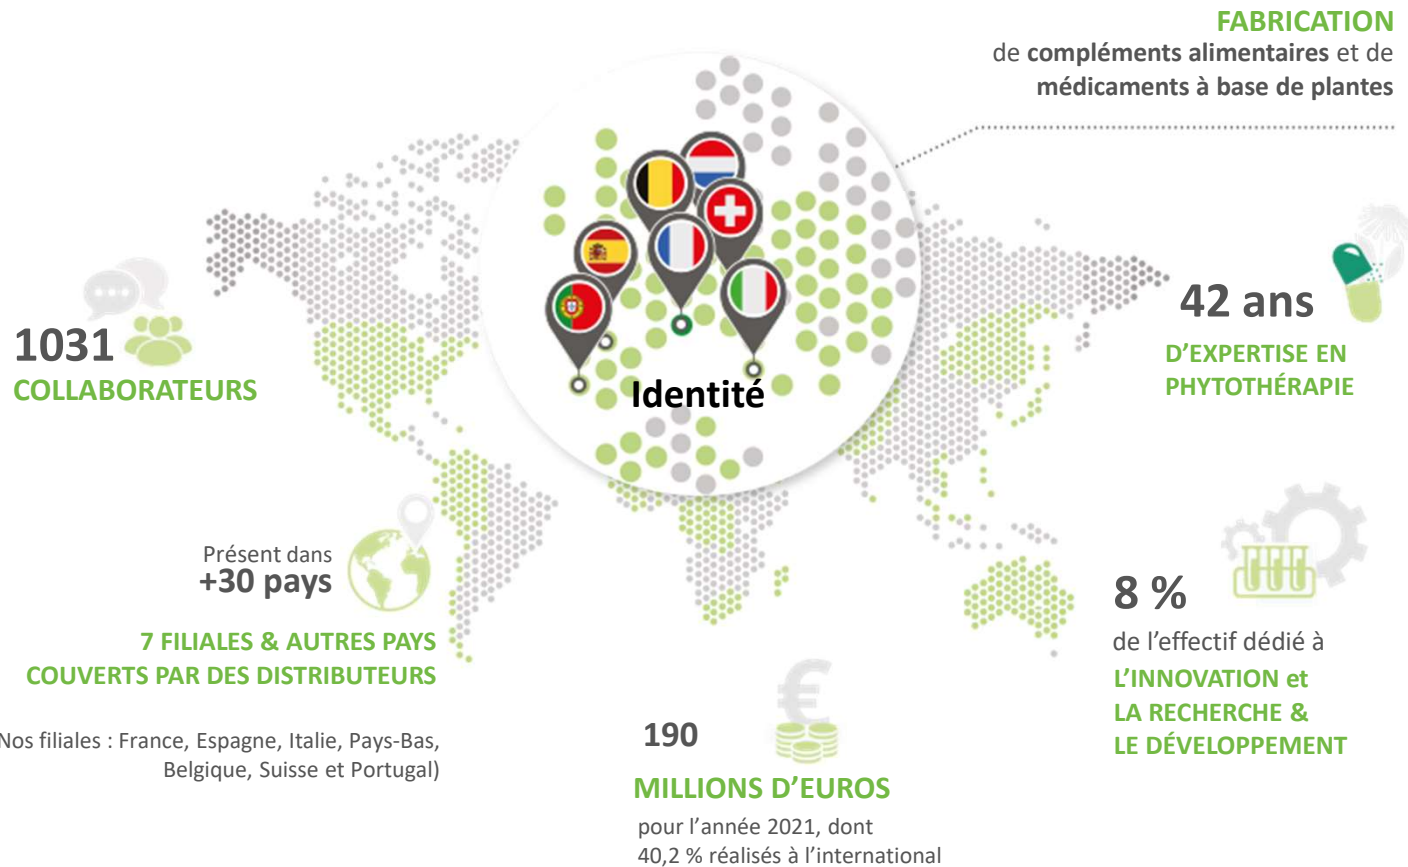 FABRICATION
de compléments alimentaires et de
médicaments à base de plantes
Identité
1031
COLLABORATEURS
42 ans
D’EXPERTISE EN
PHYTOTHÉRAPIE
Présent dans
+30 pays
7 FILIALES & AUTRES PAYS
COUVERTS PAR DES DISTRIBUTEURS
Nos filiales : France, Espagne, Italie, Pays-Bas,
Belgique, Suisse et Portugal)
8 %
de l’effectif dédié à
L’INNOVATION et
LA RECHERCHE &
LE DÉVELOPPEMENT
€
190
MILLIONS D’EUROS
pour l’année 2021, dont
40,2 % réalisés à l’international